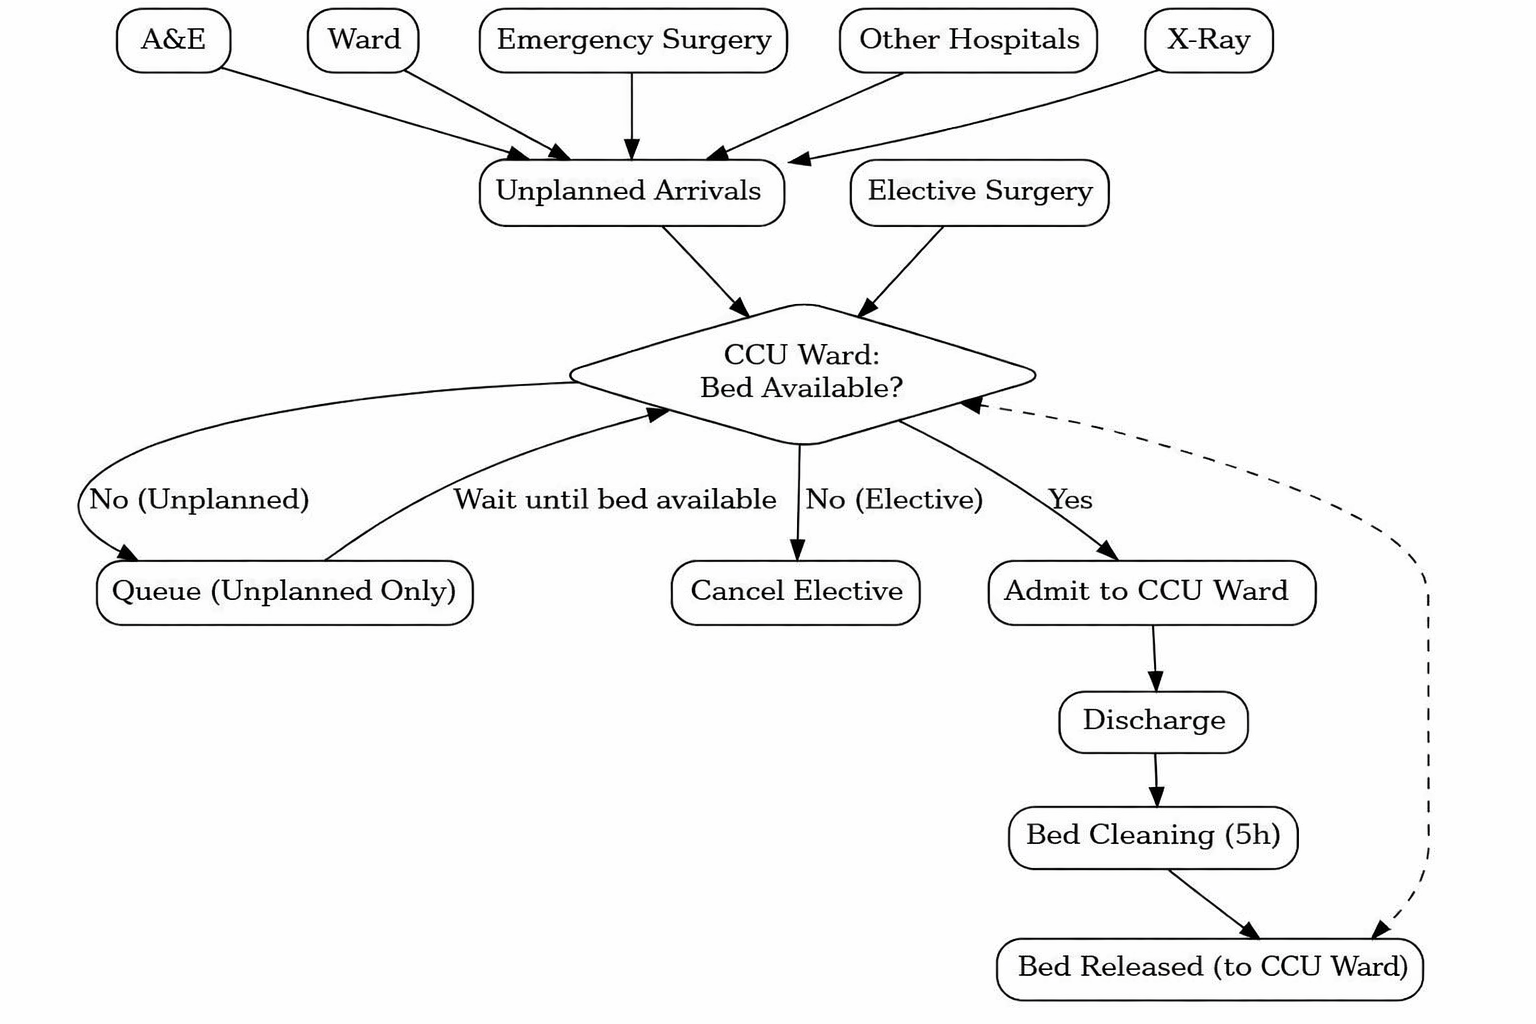 A&E
Ward
Emergency Surgery
Other Hospitals
X-Ray
Unplanned Arrivals
Elective Surgery
CCU Ward:
Bed Available?
No (Unplanned)
Wait until bed available
No (Elective)
Yes
Queue (Unplanned Only)
Cancel Elective
Admit to CCU Ward
Discharge
Bed Cleaning (5h)
Bed Released (to CCU Ward)